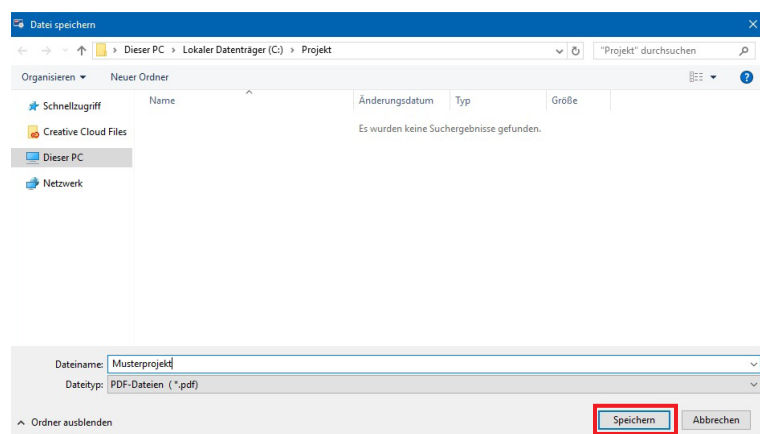 Datei speichern
Dieser PC > Lokaler Datenträger (C:) > Projekt
"Projekt" durchsuchen
Organisieren
Neuer Ordner
Name
Änderungsdatum
Typ
Größe
Schnellzugriff
Es wurden keine Suchergebnisse gefunden.
Creative Cloud Files
Dieser PC
Netzwerk
Dateiname: Musterprojekt
Dateityp: PDF-Dateien (*.pdf)
Ordner ausblenden
Speichern
Abbrechen